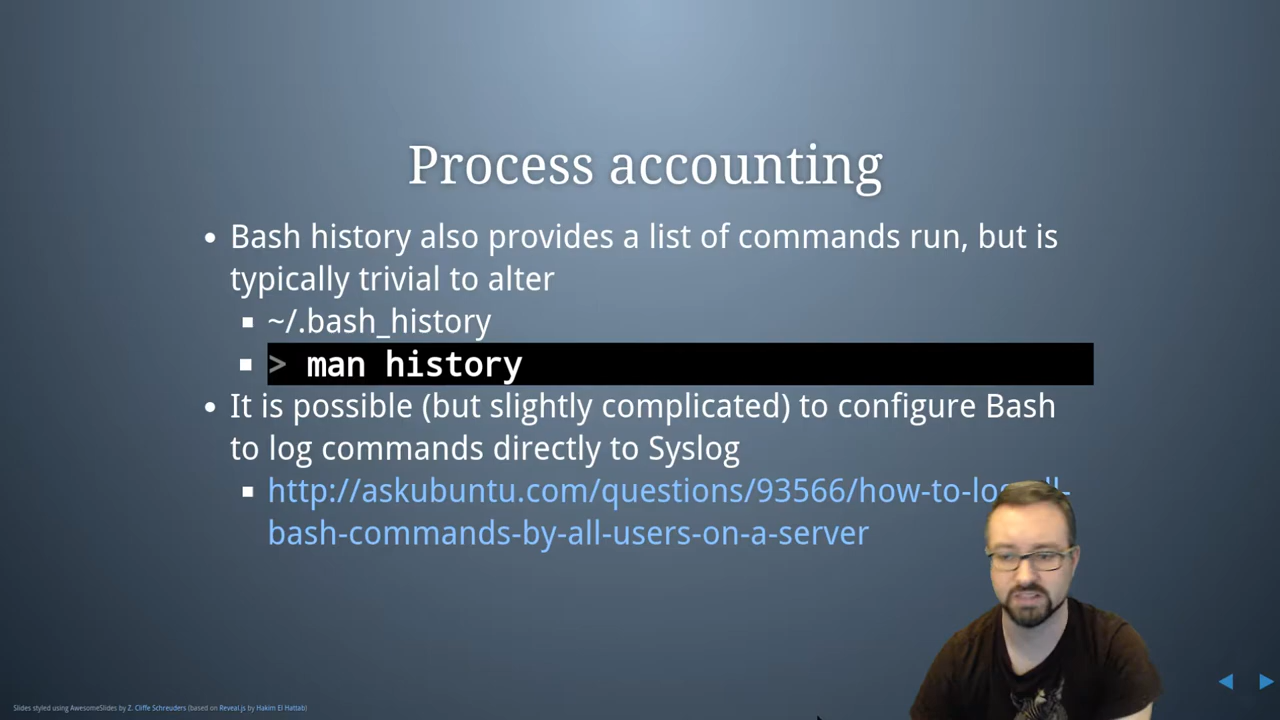 Process accounting
Bash history also provides a list of commands run, but is
typically trivial to alter
~/.bash_history
> man history
It is possible (but slightly complicated) to configure Bash
to log commands directly to Syslog
http://askubuntu.com/questions/93566/how-to-log-all-
bash-commands-by-all-users-on-a-server
Slides styled using AwesomeSlides by Z. Cliffe Schreuders (based on Reveal.js by Hakim El Hattab)